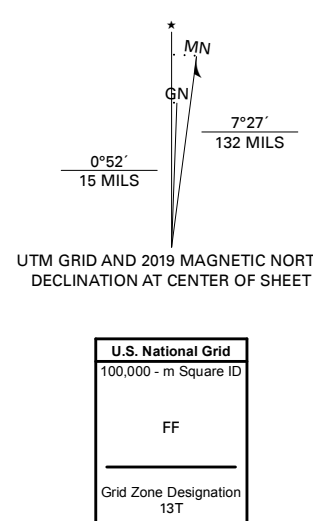 ★
MN
GN
7°27´
132 MILS
0°52´
15 MILS
UTM GRID AND 2019 MAGNETIC NORT
DECLINATION AT CENTER OF SHEET
U.S. National Grid
100,000 - m Square ID
FF
Grid Zone Designation
13T